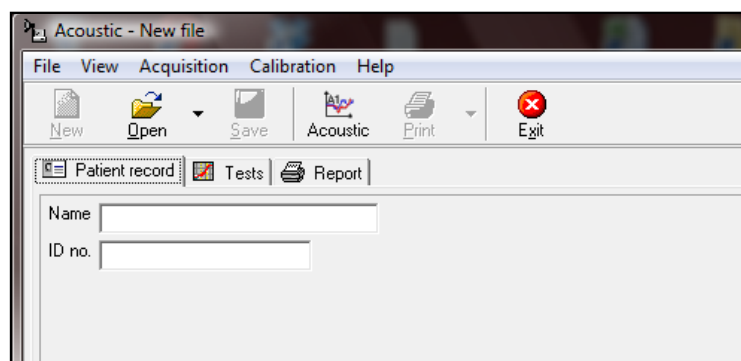 Acoustic - New file
File View Acquisition Calibration Help
New Open Save Acoustic Print Exit
Patient record Tests Report
Name
ID no.